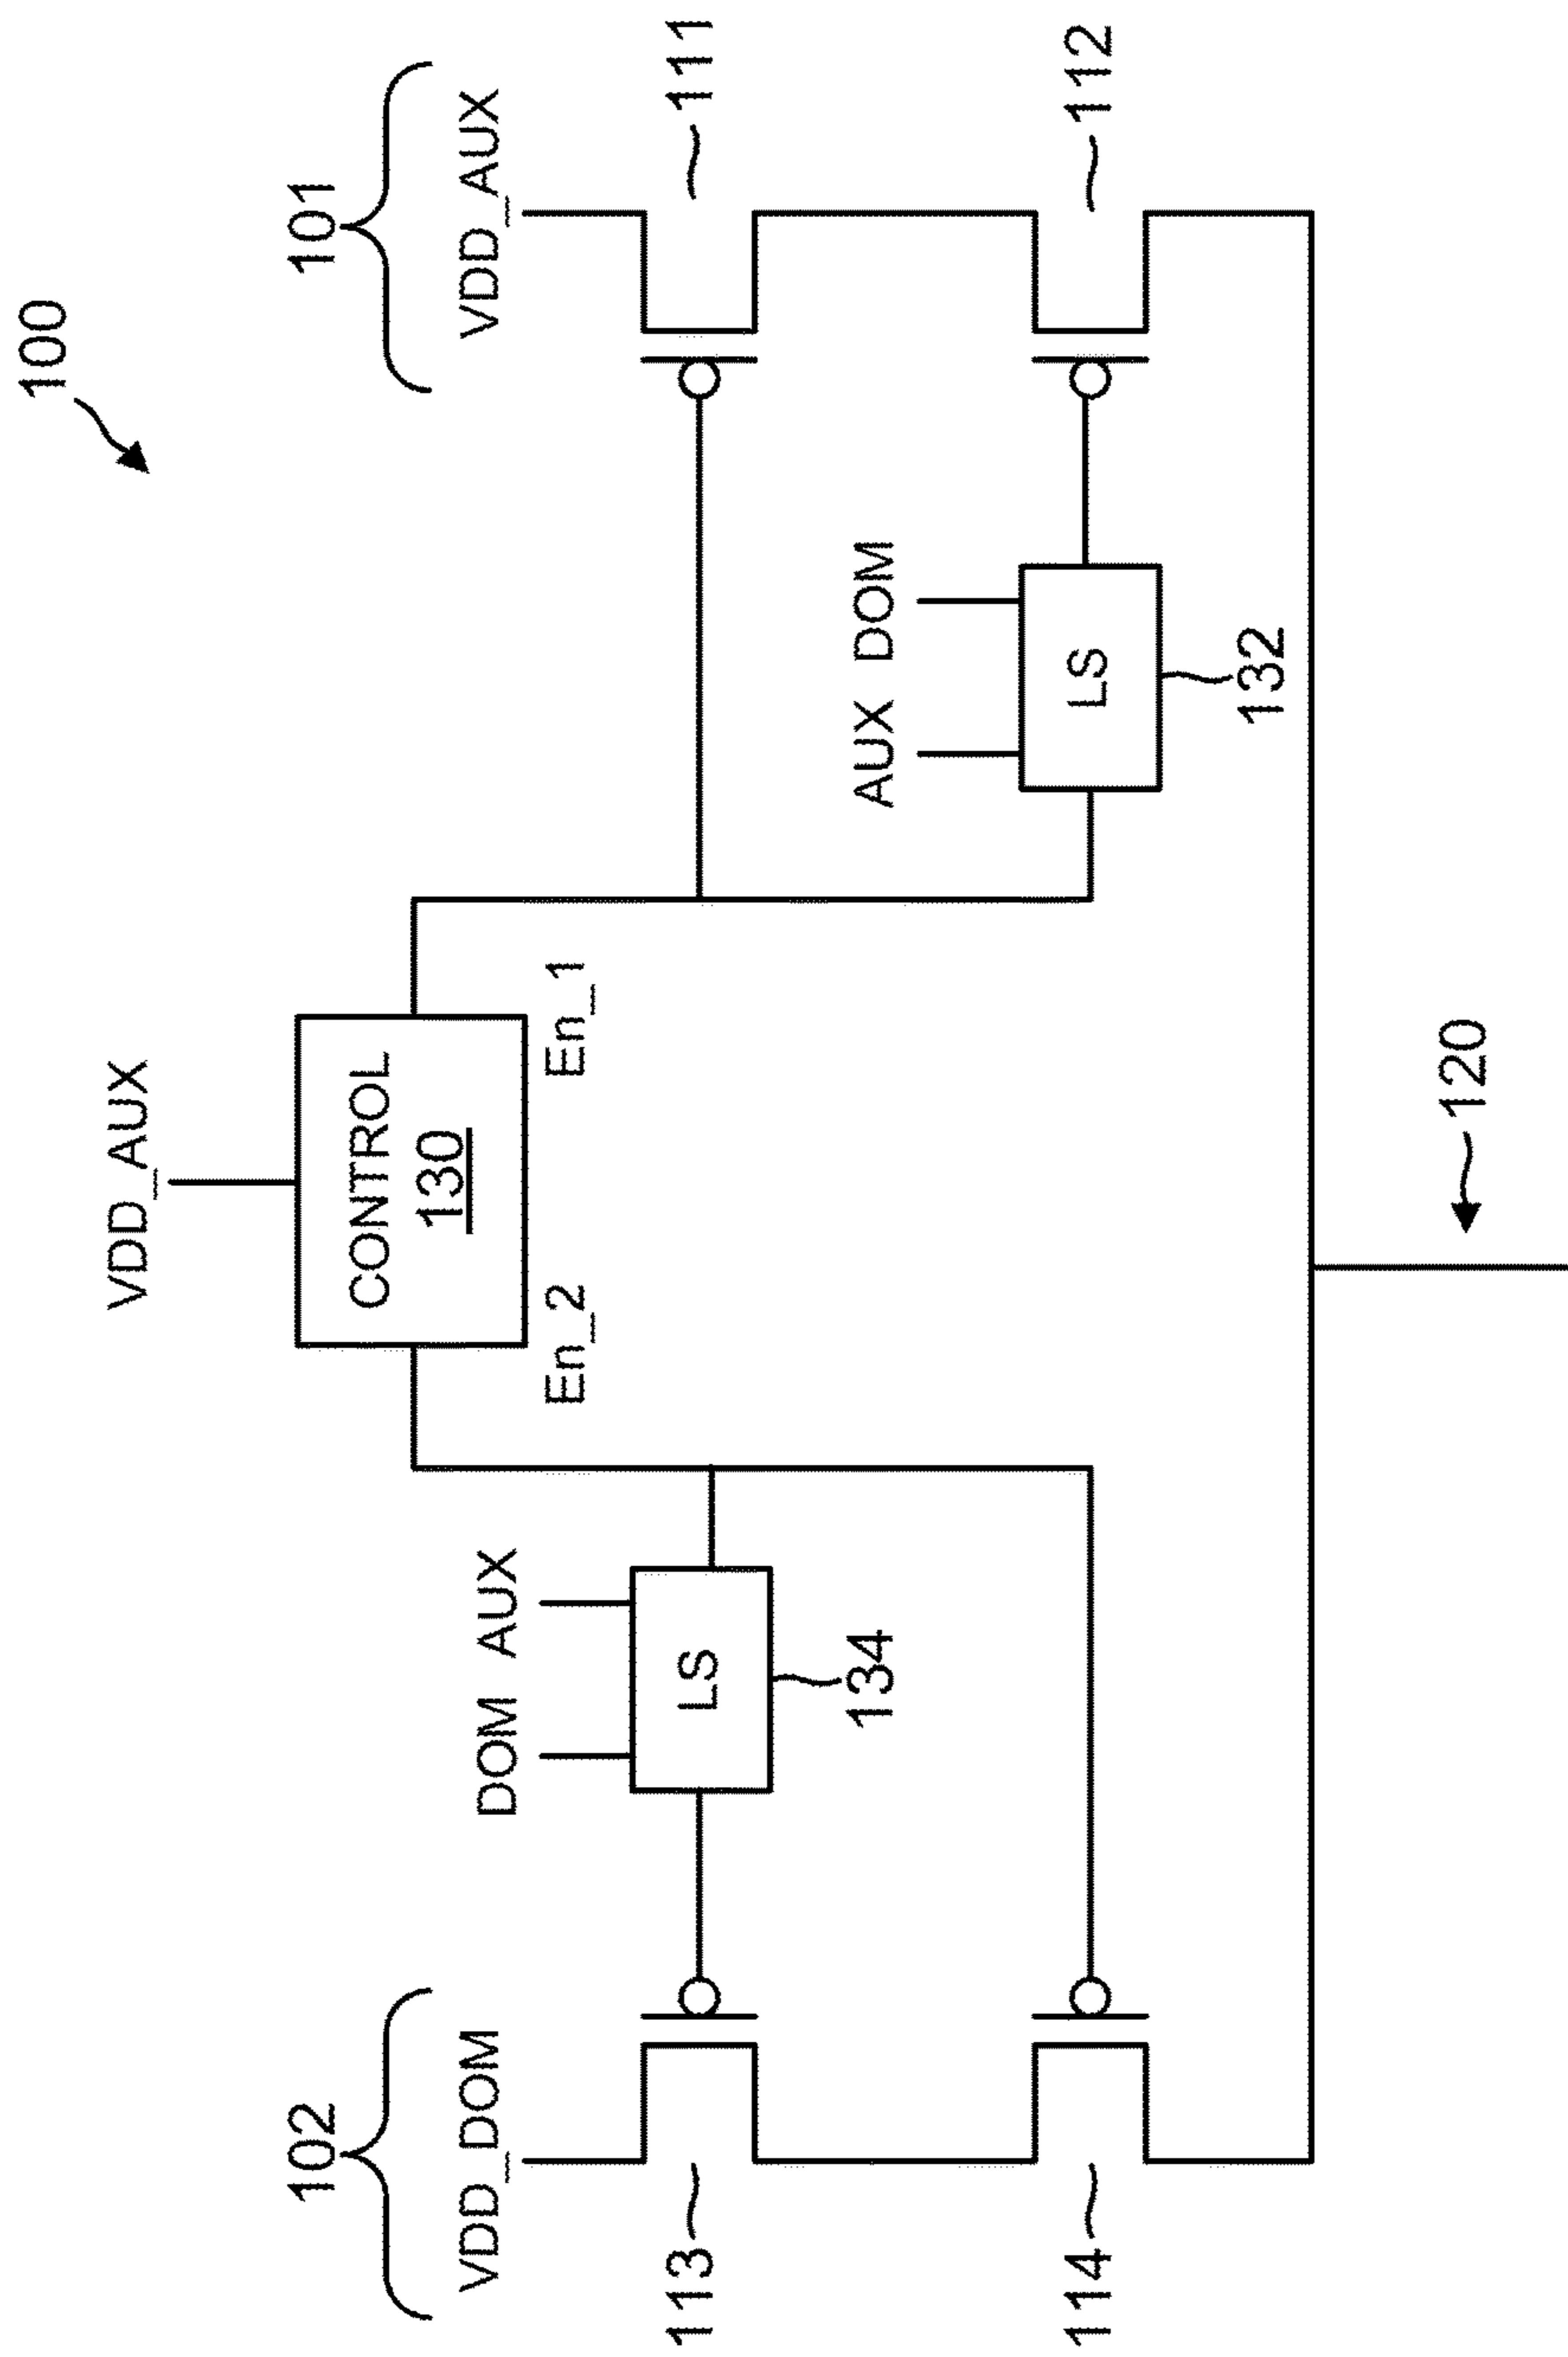 100
VDD_AUX
102
101
CONTROL
130
VDD_DOM
VDD_AUX
DOM AUX
En_2
En_1
113
LS
111
134
AUX DOM
114
LS
112
132
120